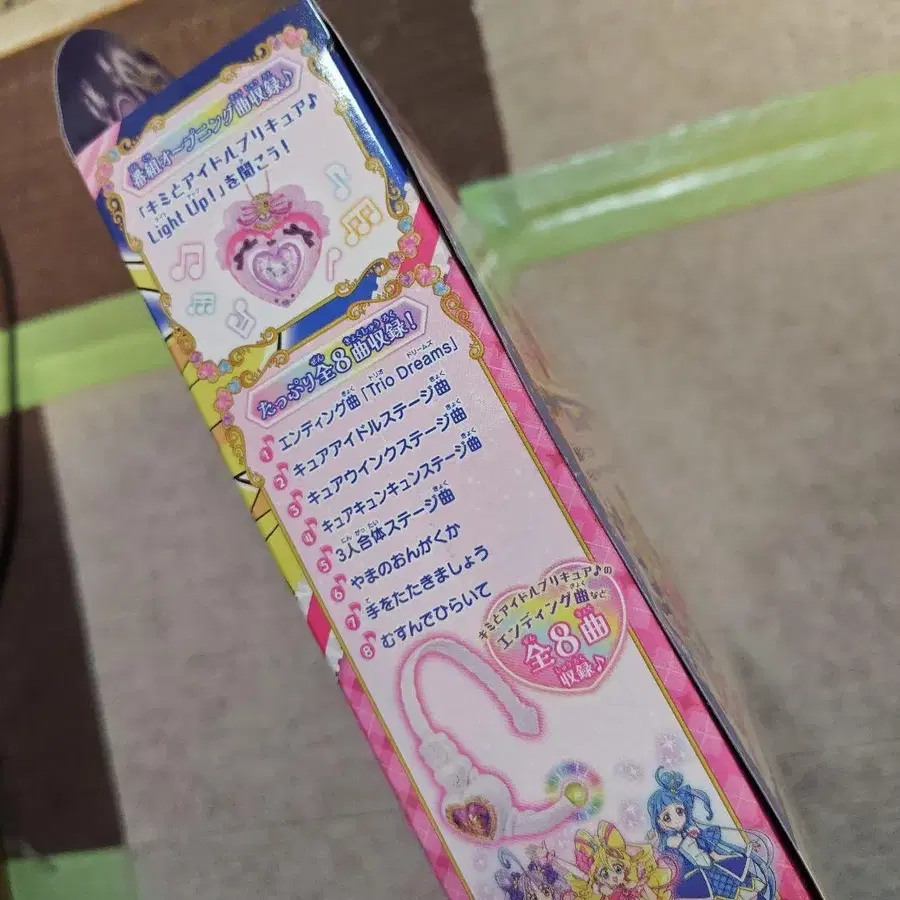 番組オープニング曲収録♪
「キミとアイドルプリキュア♪
Light Up!」を聞こう!
たっぷり全8曲収録!
1 エンディング曲「Trio Dreams」
2 キュアアイドルステージ曲
3 キュアウインクステージ曲
4 キュアキュンキュンステージ曲
5 3人合体ステージ曲
6 やまのおんがくか
7 手をたたきましょう
8 むすんでひらいて
キミとアイドルプリキュア♪の
エンディング曲など
全8曲
収録♪